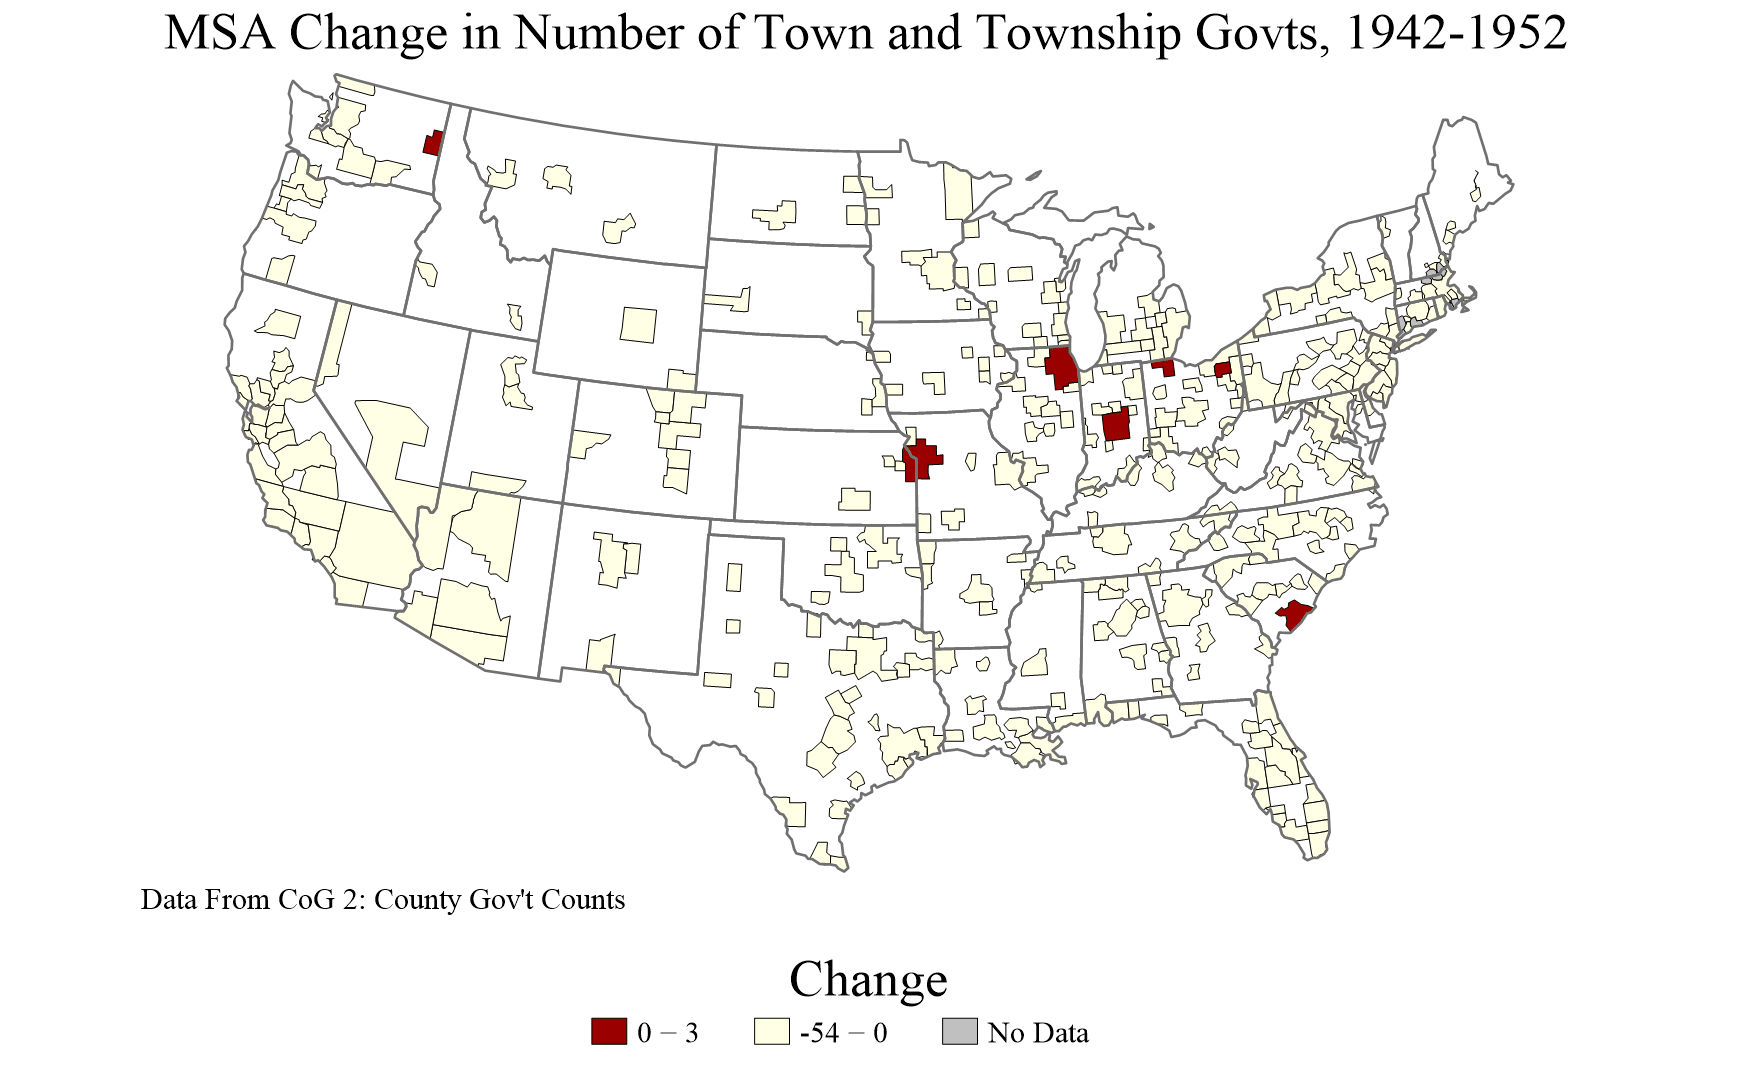 MSA Change in Number of Town and Township Govts, 1942-1952
Data From CoG 2: County Gov't Counts
Change
0 − 3
-54 − 0
No Data